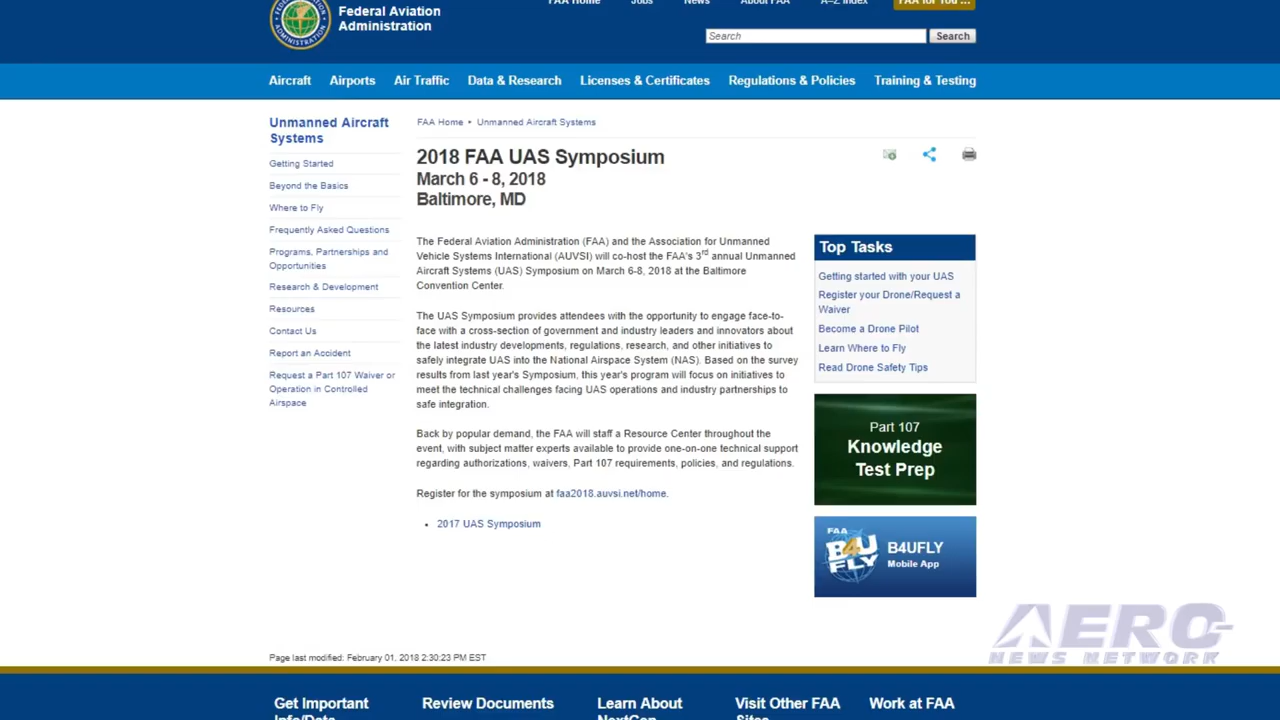 Federal Aviation
Administration
FAA Home Jobs News About FAA A–Z Index FAA for You ...
Search Search
Aircraft Airports Air Traffic Data & Research Licenses & Certificates Regulations & Policies Training & Testing
Unmanned Aircraft
Systems
Getting Started
Beyond the Basics
Where to Fly
Frequently Asked Questions
Programs, Partnerships and
Opportunities
Research & Development
Resources
Contact Us
Report an Accident
Request a Part 107 Waiver or
Operation in Controlled
Airspace
FAA Home • Unmanned Aircraft Systems
2018 FAA UAS Symposium
March 6 - 8, 2018
Baltimore, MD
The Federal Aviation Administration (FAA) and the Association for Unmanned
Vehicle Systems International (AUVSI) will co-host the FAA's 3rd annual Unmanned
Aircraft Systems (UAS) Symposium on March 6-8, 2018 at the Baltimore
Convention Center.
The UAS Symposium provides attendees with the opportunity to engage face-to-
face with a cross-section of government and industry leaders and innovators about
the latest industry developments, regulations, research, and other initiatives to
safely integrate UAS into the National Airspace System (NAS). Based on the survey
results from last year's Symposium, this year's program will focus on initiatives to
meet the technical challenges facing UAS operations and industry partnerships to
safe integration.
Back by popular demand, the FAA will staff a Resource Center throughout the
event, with subject matter experts available to provide one-on-one technical support
regarding authorizations, waivers, Part 107 requirements, policies, and regulations.
Register for the symposium at faa2018.auvsi.net/home.
• 2017 UAS Symposium
Top Tasks
Getting started with your UAS
Register your Drone/Request a
Waiver
Become a Drone Pilot
Learn Where to Fly
Read Drone Safety Tips
Part 107
Knowledge
Test Prep
FAA
B4U
FLY
B4UFLY
Mobile App
AERO
NEWS NETWORK
Page last modified: February 01, 2018 2:30:23 PM EST
Get Important
Info/Data
Review Documents
Learn About
NextGen
Visit Other FAA
Sites
Work at FAA